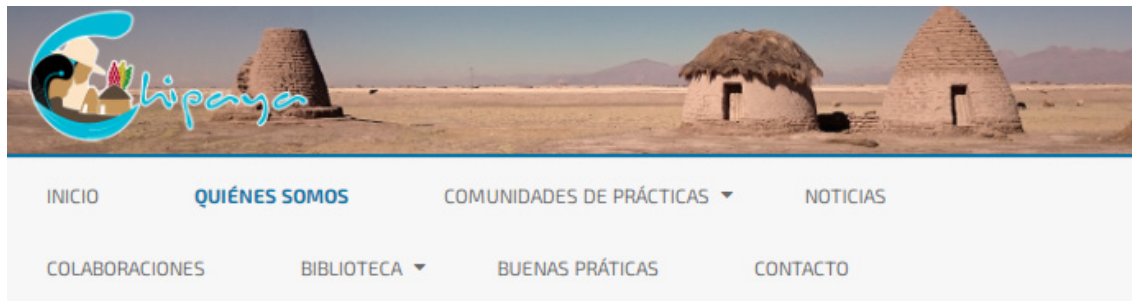 Chipaya
INICIO QUIÉNES SOMOS COMUNIDADES DE PRÁCTICAS NOTICIAS
COLABORACIONES BIBLIOTECA BUENAS PRÁTICAS CONTACTO